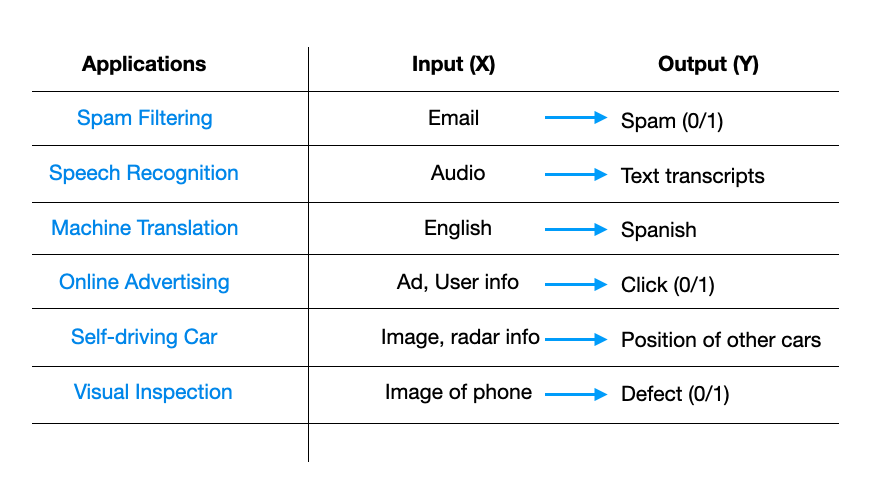 Applications Input (X) Output (Y)
Spam Filtering Email Spam (0/1)
Speech Recognition Audio Text transcripts
Machine Translation English Spanish
Online Advertising Ad, User info Click (0/1)
Self-driving Car Image, radar info Position of other cars
Visual Inspection Image of phone Defect (0/1)